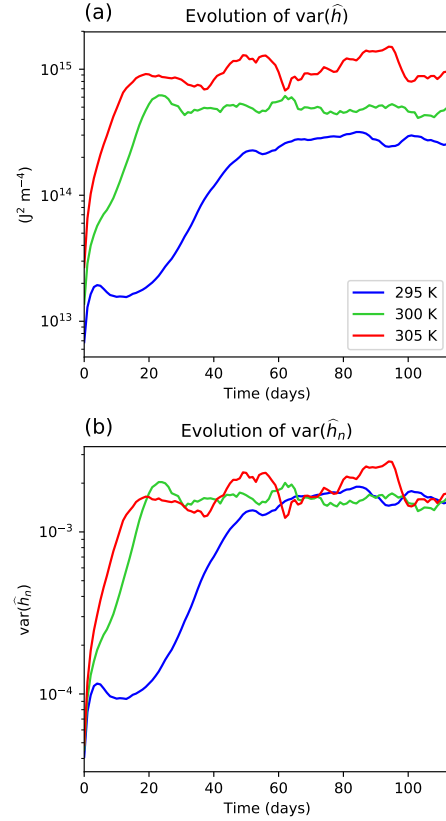 (a)
Evolution of var(ĥ)
10¹⁵
10¹⁴
10¹³
(J² m⁻⁴)
295 K
300 K
305 K
0 20 40 60 80 100
Time (days)
(b)
Evolution of var(ĥₙ)
10⁻³
10⁻⁴
var(ĥₙ)
0 20 40 60 80 100
Time (days)